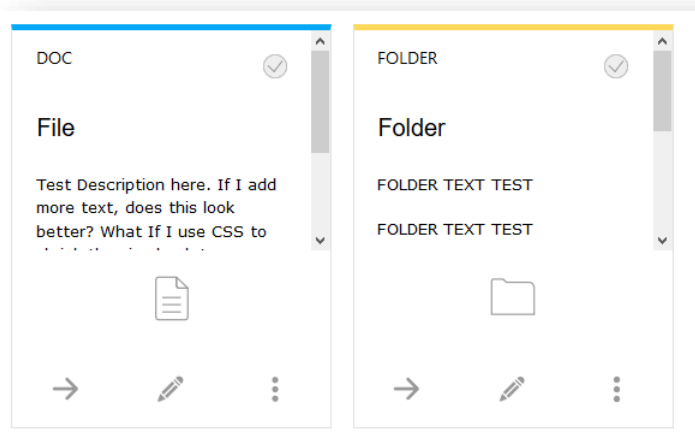 DOC
File
Test Description here. If I add
more text, does this look
better? What If I use CSS to
FOLDER
Folder
FOLDER TEXT TEST
FOLDER TEXT TEST